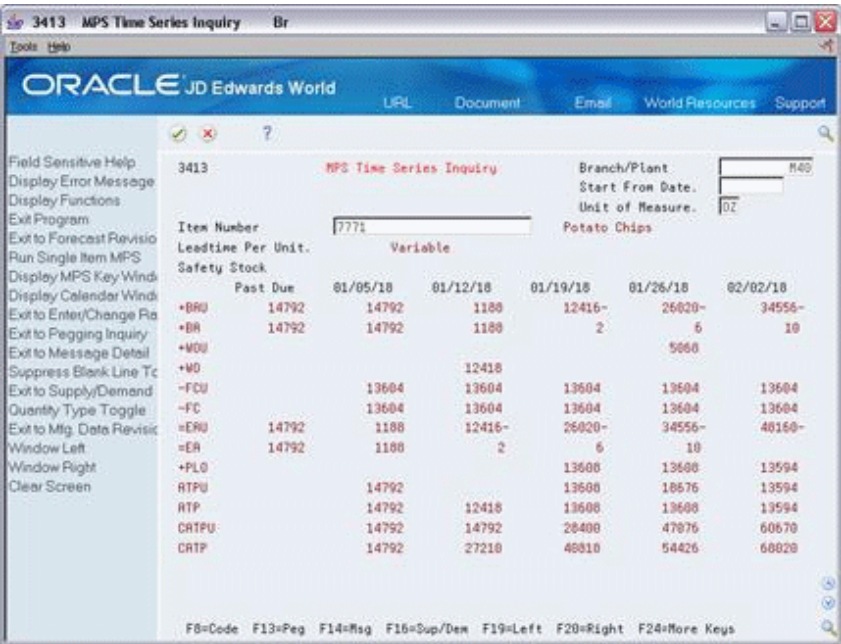 3413 MPS Time Series Inquiry Br
Tools Help
ORACLE JD Edwards World
URL Document Email World Resources Support
?
Field Sensitive Help
Display Error Message
Display Functions
Exit Program
Exit to Forecast Revisio
Run Single Item MPS
Display MPS Key Wind
Display Calendar Wind
Exit to Enter/Change Ra
Exit to Pegging Inquiry
Exit to Message Detail
Suppress Blank Line To
Exit to Supply/Demand
Quantity Type Toggle
Exit to Mfg. Data Revisic
Window Left
Window Right
Clear Screen
3413 MPS Time Series Inquiry Branch/Plant M40
Start From Date.
Unit of Measure. OZ
Item Number 7771 Potato Chips
Leadtime Per Unit. Variable
Safety Stock
Past Due 01/05/18 01/12/18 01/19/18 01/26/18 02/02/18
+BAU 14792 14792 1188 12416- 26020- 34556-
+BA 14792 14792 1188 2 6 10
+WOU 5068
+WO 12418
-FCU 13604 13604 13604 13604 13604
-FC 13604 13604 13604 13604 13604
=EAU 14792 1188 12416- 26020- 34556- 48160-
=EA 14792 1188 2 6 10
+PLO 13608 13608 13594
ATPU 14792 13608 18676 13594
ATP 14792 12418 13608 13608 13594
CATPU 14792 14792 28400 47076 60670
CATP 14792 27210 40818 54426 68020
F8=Code F13=Peg F14=Msg F16=Sup/Dem F19=Left F20=Right F24=More Keys